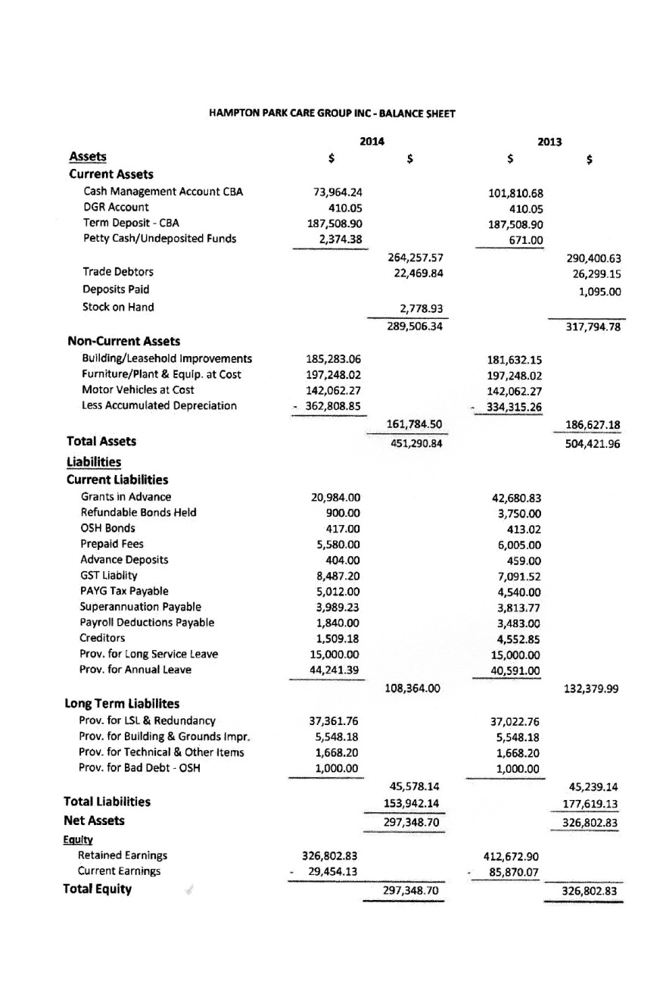 HAMPTON PARK CARE GROUP INC - BALANCE SHEET
2014 2013
Assets $ $ $ $
Current Assets
Cash Management Account CBA 73,964.24 101,810.68
DGR Account 410.05 410.05
Term Deposit - CBA 187,508.90 187,508.90
Petty Cash/Undeposited Funds 2,374.38 671.00
264,257.57 290,400.63
Trade Debtors 22,469.84 26,299.15
Deposits Paid 1,095.00
Stock on Hand 2,778.93
289,506.34 317,794.78
Non-Current Assets
Building/Leasehold Improvements 185,283.06 181,632.15
Furniture/Plant & Equip. at Cost 197,248.02 197,248.02
Motor Vehicles at Cost 142,062.27 142,062.27
Less Accumulated Depreciation - 362,808.85 - 334,315.26
161,784.50 186,627.18
Total Assets 451,290.84 504,421.96
Liabilities
Current Liabilities
Grants in Advance 20,984.00 42,680.83
Refundable Bonds Held 900.00 3,750.00
OSH Bonds 417.00 413.02
Prepaid Fees 5,580.00 6,005.00
Advance Deposits 404.00 459.00
GST Liablity 8,487.20 7,091.52
PAYG Tax Payable 5,012.00 4,540.00
Superannuation Payable 3,989.23 3,813.77
Payroll Deductions Payable 1,840.00 3,483.00
Creditors 1,509.18 4,552.85
Prov. for Long Service Leave 15,000.00 15,000.00
Prov. for Annual Leave 44,241.39 40,591.00
108,364.00 132,379.99
Long Term Liabilites
Prov. for LSL & Redundancy 37,361.76 37,022.76
Prov. for Building & Grounds Impr. 5,548.18 5,548.18
Prov. for Technical & Other Items 1,668.20 1,668.20
Prov. for Bad Debt - OSH 1,000.00 1,000.00
45,578.14 45,239.14
Total Liabilities 153,942.14 177,619.13
Net Assets 297,348.70 326,802.83
Equity
Retained Earnings 326,802.83 412,672.90
Current Earnings - 29,454.13 - 85,870.07
Total Equity 297,348.70 326,802.83